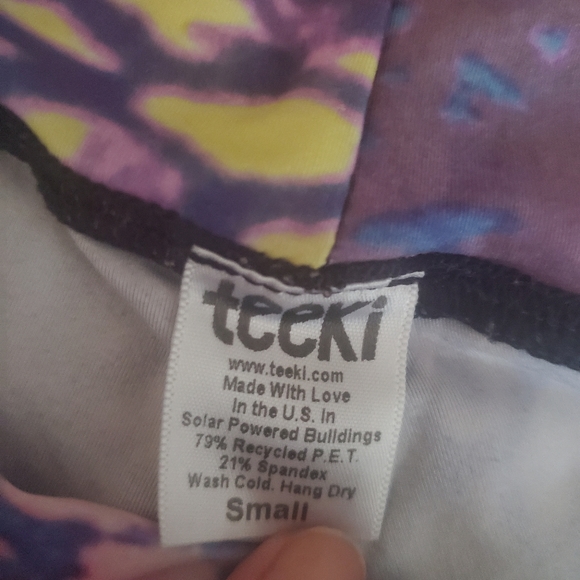 teeki
www.teeki.com
Made With Love
In the U.S. In
Solar Powered Buildings
79% Recycled P.E.T.
21% Spandex
Wash Cold. Hang Dry
Small